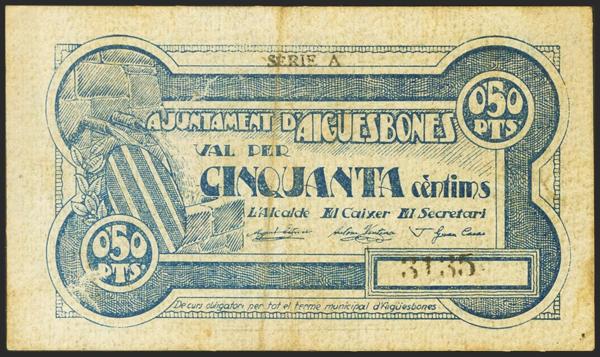 SERIE A
0'50
PTS.
AJUNTAMENT D'AIGUESBONES
VAL PER
CINQUANTA cèntims
L'Alcalde El Caixer El Secretari
3135
0'50
PTS.
De curs obligatori per tot el terme municipal d'Aigüesbones